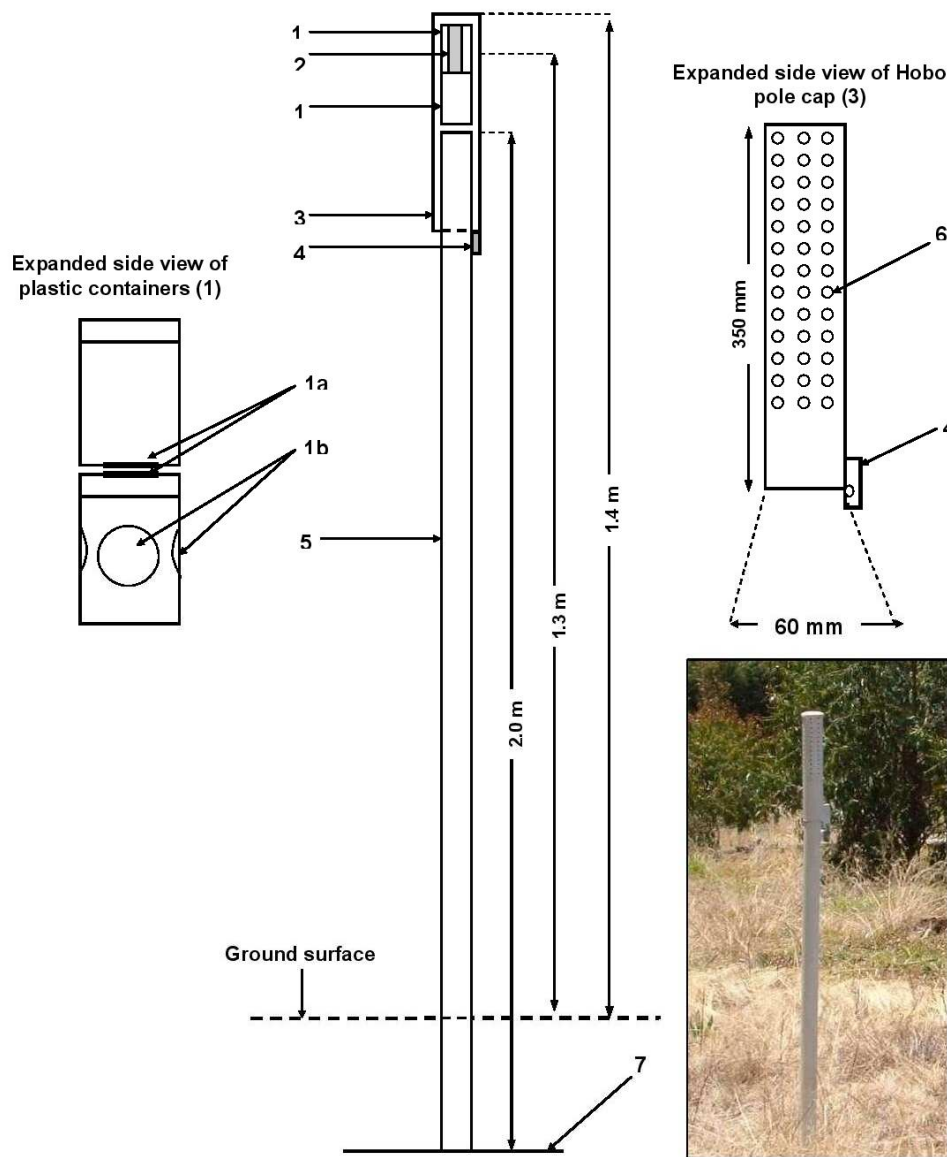 1
2
1
3
4
Expanded side view of
plastic containers (1)
1a
1b
5
2.0 m
1.3 m
1.4 m
Ground surface
7
Expanded side view of Hobo
pole cap (3)
350 mm
6
4
60 mm